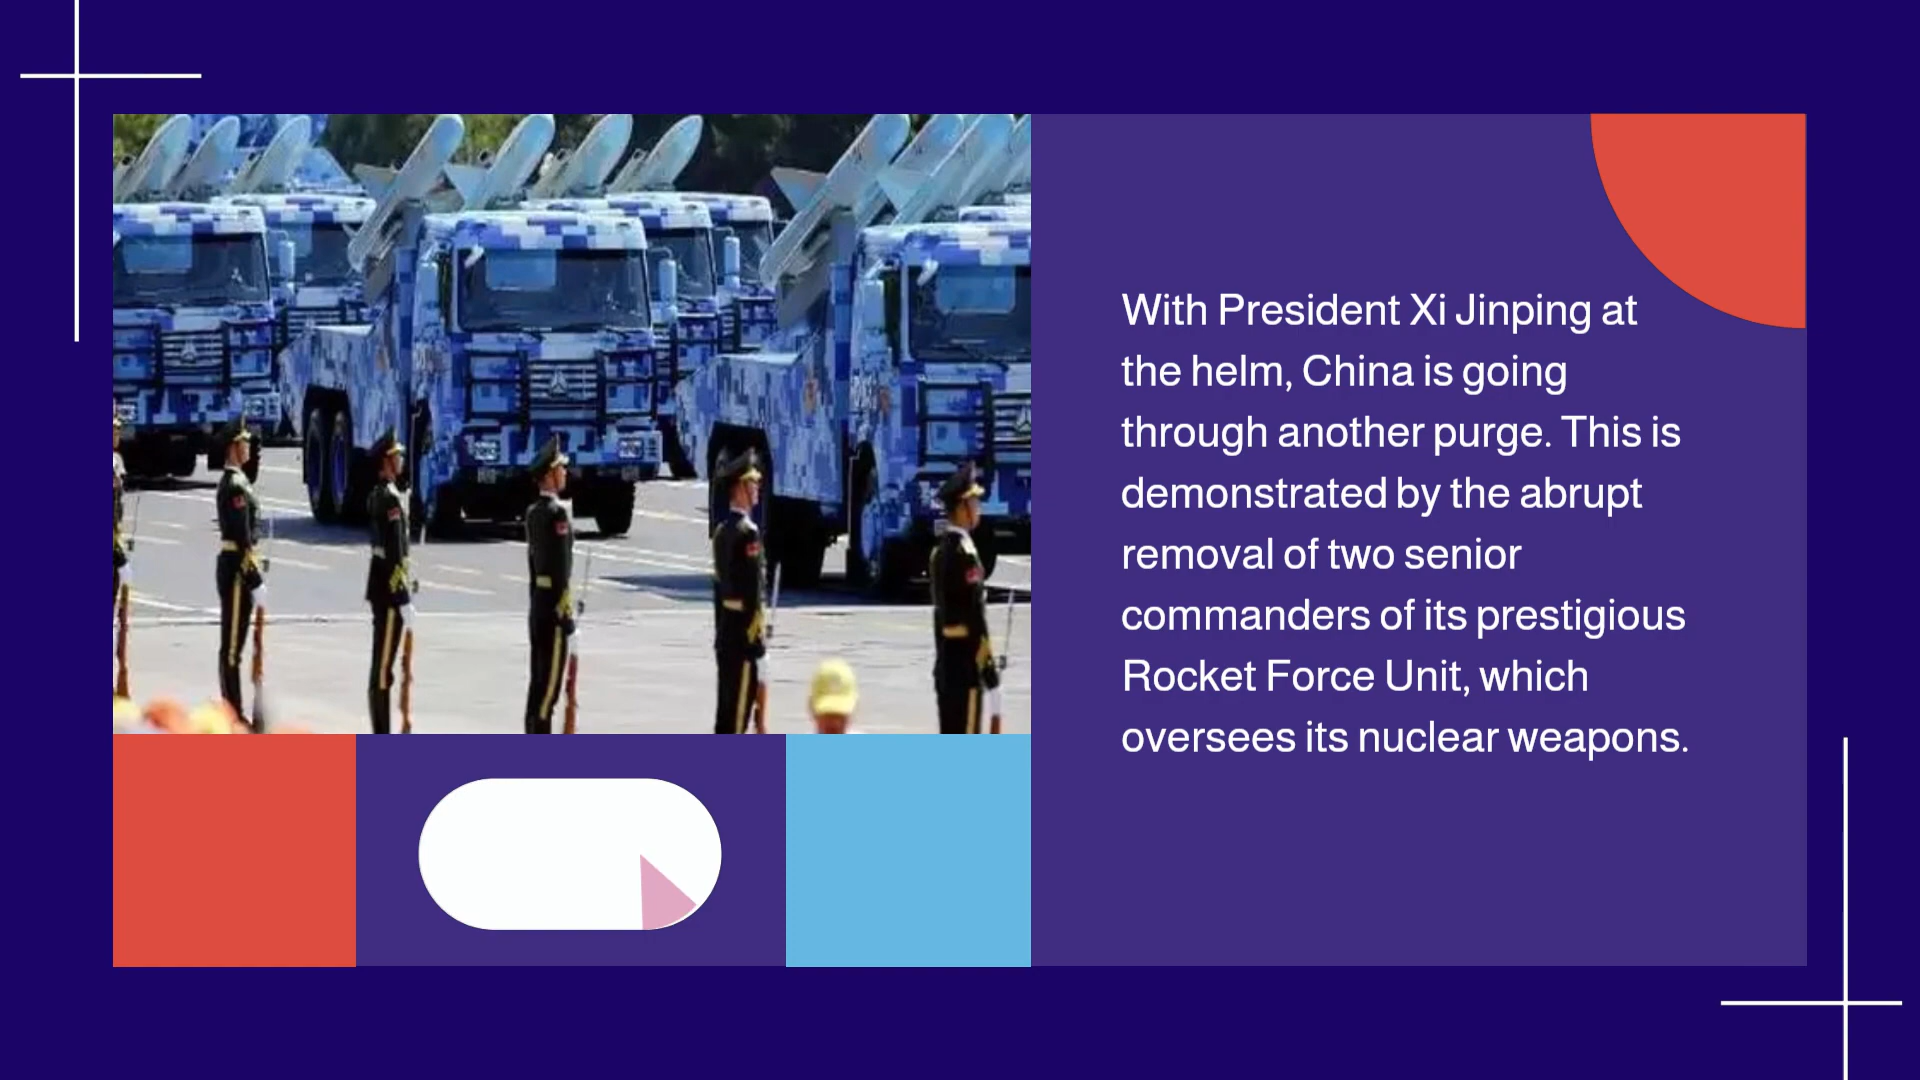 With President Xi Jinping at
the helm, China is going
through another purge. This is
demonstrated by the abrupt
removal of two senior
commanders of its prestigious
Rocket Force Unit, which
oversees its nuclear weapons.